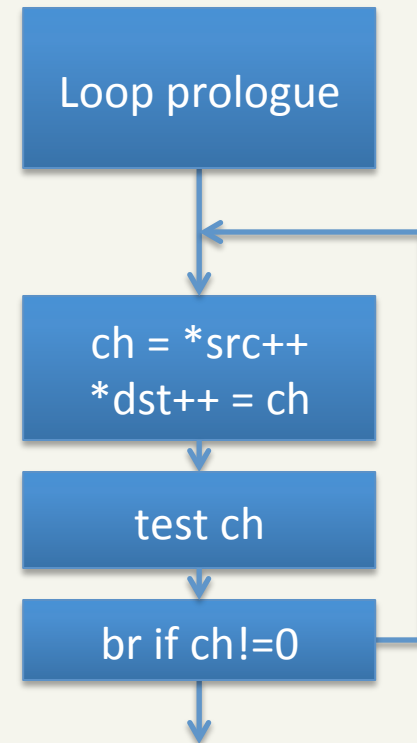 Loop prologue
ch = *src++
*dst++ = ch
test ch
br if ch!=0